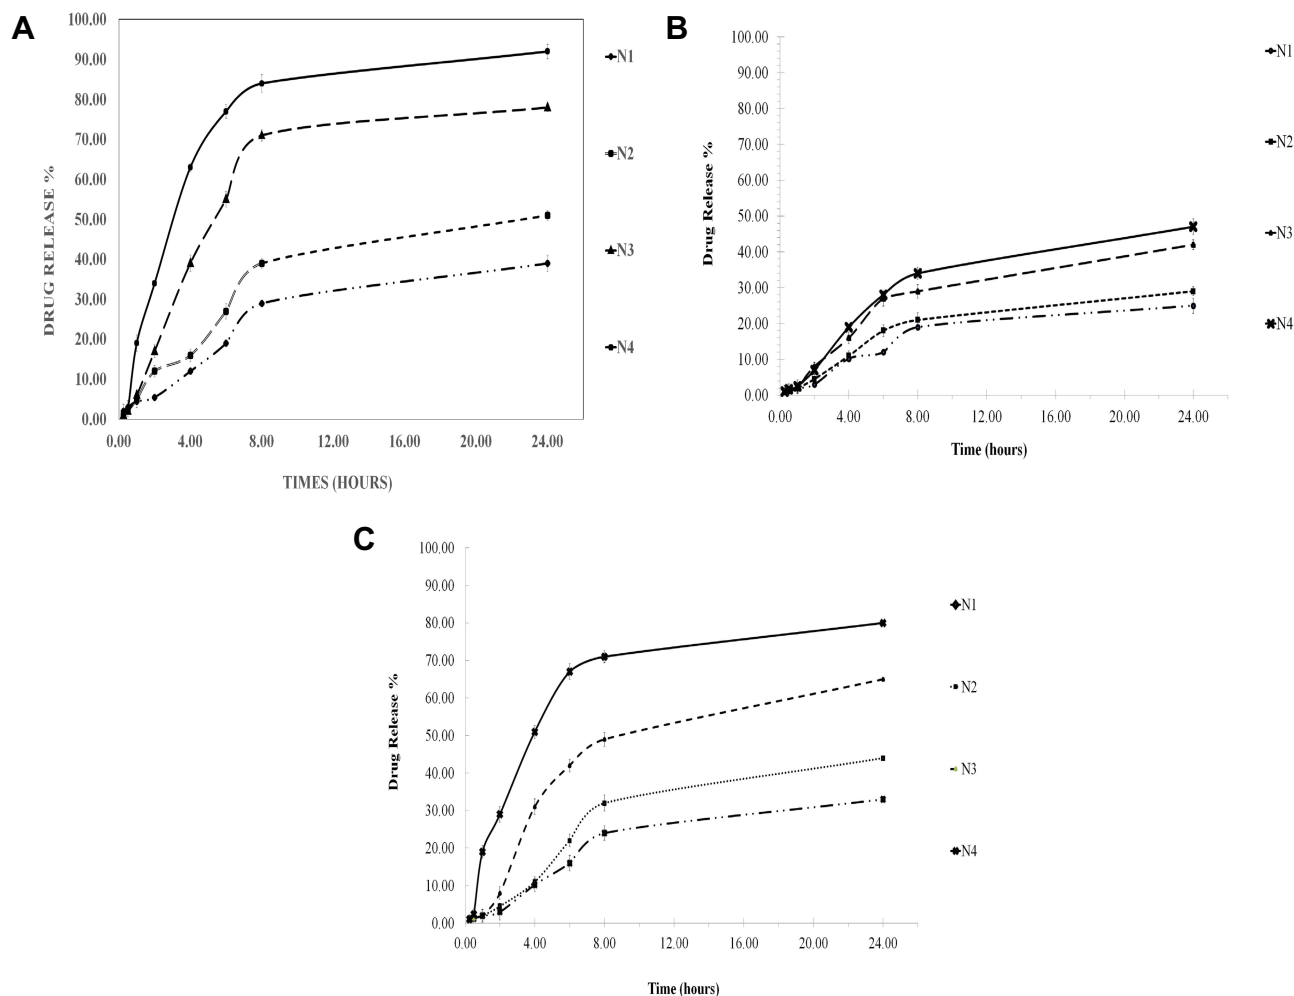 A
DRUG RELEASE %
100.00
90.00
80.00
70.00
60.00
50.00
40.00
30.00
20.00
10.00
0.00
0.00 4.00 8.00 12.00 16.00 20.00 24.00
TIMES (HOURS)
N1
N2
N3
N4
B
Drug Release %
100.00
90.00
80.00
70.00
60.00
50.00
40.00
30.00
20.00
10.00
0.00
0.00 4.00 8.00 12.00 16.00 20.00 24.00
Time (hours)
N1
N2
N3
N4
C
Drug Release %
100.00
90.00
80.00
70.00
60.00
50.00
40.00
30.00
20.00
10.00
0.00
0.00 4.00 8.00 12.00 16.00 20.00 24.00
Time (hours)
N1
N2
N3
N4